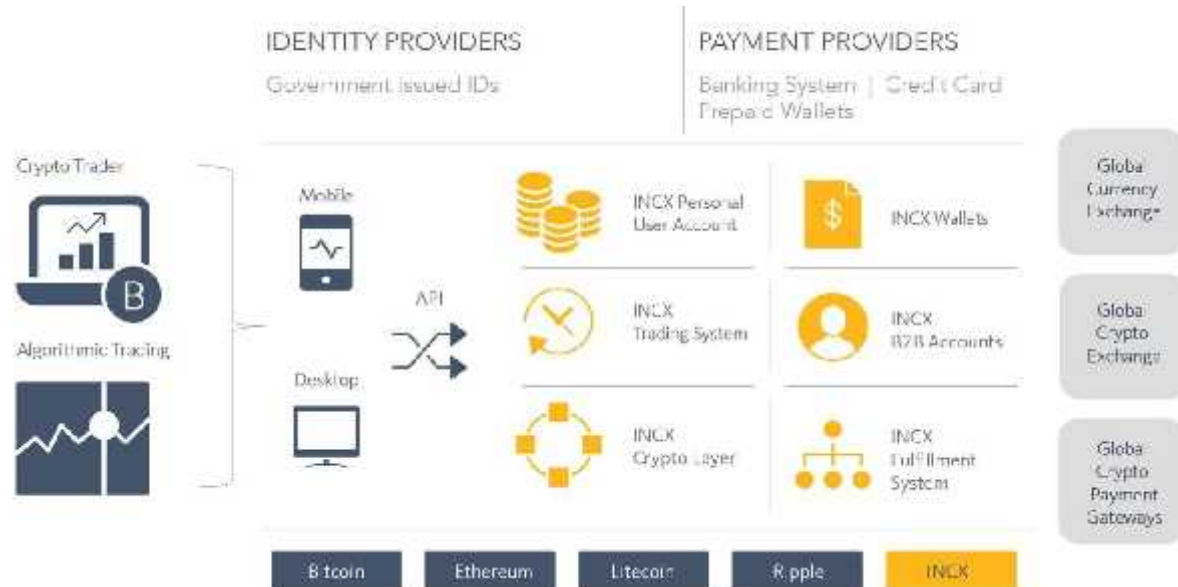 IDENTITY PROVIDERS
Government Issued IDs
PAYMENT PROVIDERS
Banking System | Credit Card
Prepaid Wallets
Crypto Trader
Algorithmic Trading
Mobile
Desktop
API
INCX Personal
User Account
INCX Wallets
INCX
Trading System
INCX
B2B Accounts
INCX
Crypto Layer
INCX
Fulfillment
System
Global
Currency
Exchange
Global
Crypto
Exchange
Global
Crypto
Payment
Gateways
Bitcoin
Ethereum
Litecoin
Ripple
INCX